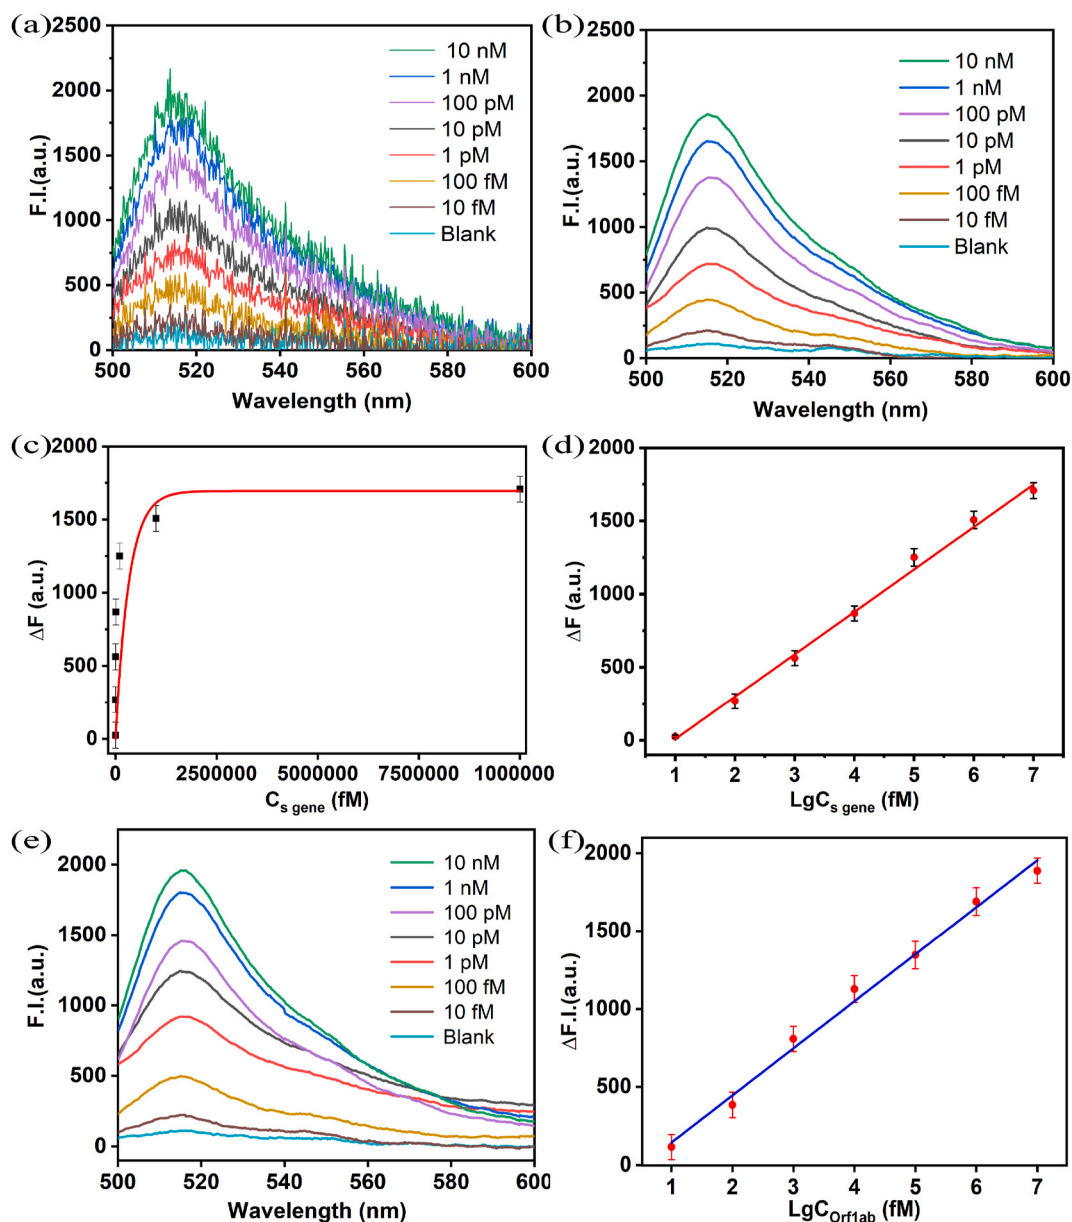 (a)
2500
2000
1500
1000
500
0
F.I.(a.u.)
10 nM
1 nM
100 pM
10 pM
1 pM
100 fM
10 fM
Blank
500 520 540 560 580 600
Wavelength (nm)
(b)
2500
2000
1500
1000
500
0
F.I.(a.u.)
10 nM
1 nM
100 pM
10 pM
1 pM
100 fM
10 fM
Blank
500 520 540 560 580 600
Wavelength (nm)
(c)
2000
1500
1000
500
0
ΔF (a.u.)
0 2500000 5000000 7500000 10000000
Cs gene (fM)
(d)
2000
1500
1000
500
0
ΔF (a.u.)
1 2 3 4 5 6 7
LgCs gene (fM)
(e)
2000
1500
1000
500
0
F.I.(a.u.)
10 nM
1 nM
100 pM
10 pM
1 pM
100 fM
10 fM
Blank
500 520 540 560 580 600
Wavelength (nm)
(f)
2000
1500
1000
500
0
ΔF.I.(a.u.)
1 2 3 4 5 6 7
LgCOrf1ab (fM)